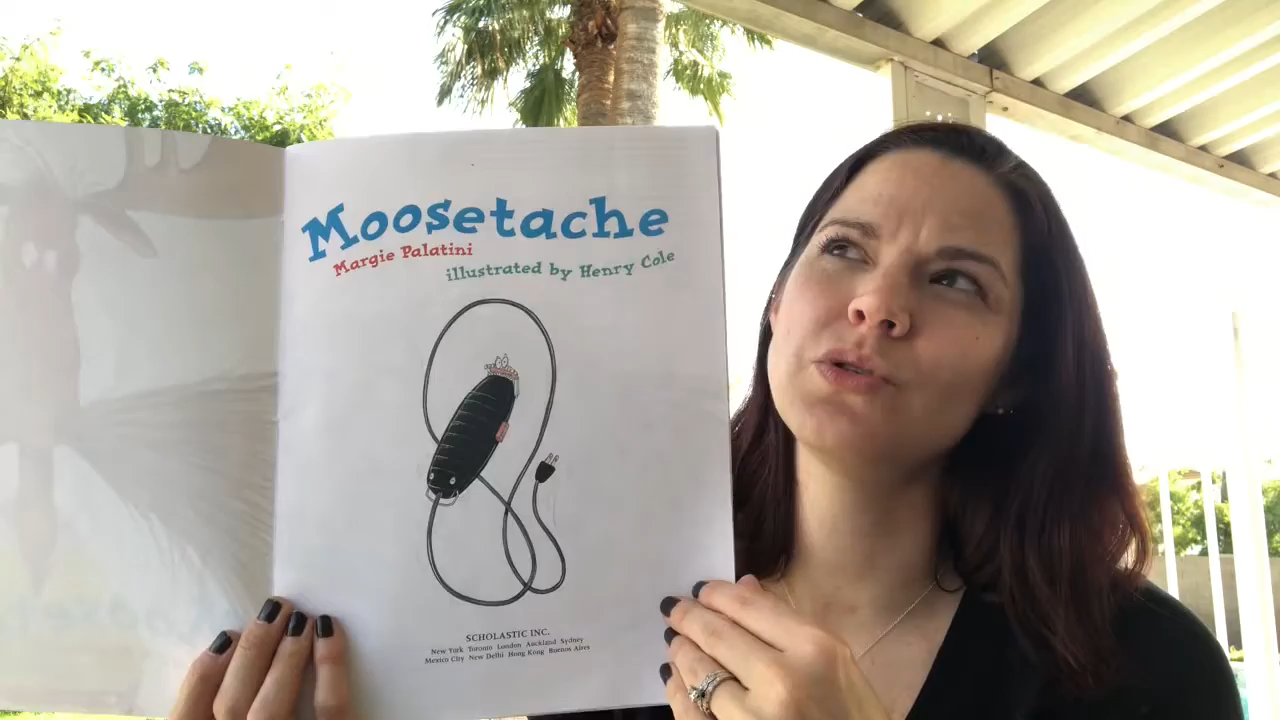 Moosetache
Margie Palatini
illustrated by Henry Cole
SCHOLASTIC INC.
New York Toronto London Auckland Sydney
Mexico City New Delhi Hong Kong Buenos Aires